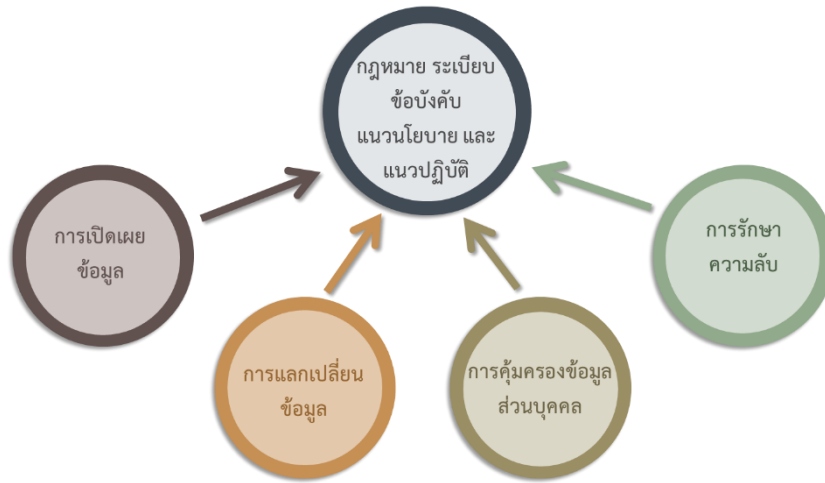 กฎหมาย ระเบียบ
ข้อบังคับ
แนวนโยบาย และ
แนวปฏิบัติ
การเปิดเผย
ข้อมูล
การแลกเปลี่ยน
ข้อมูล
การคุ้มครองข้อมูล
ส่วนบุคคล
การรักษา
ความลับ